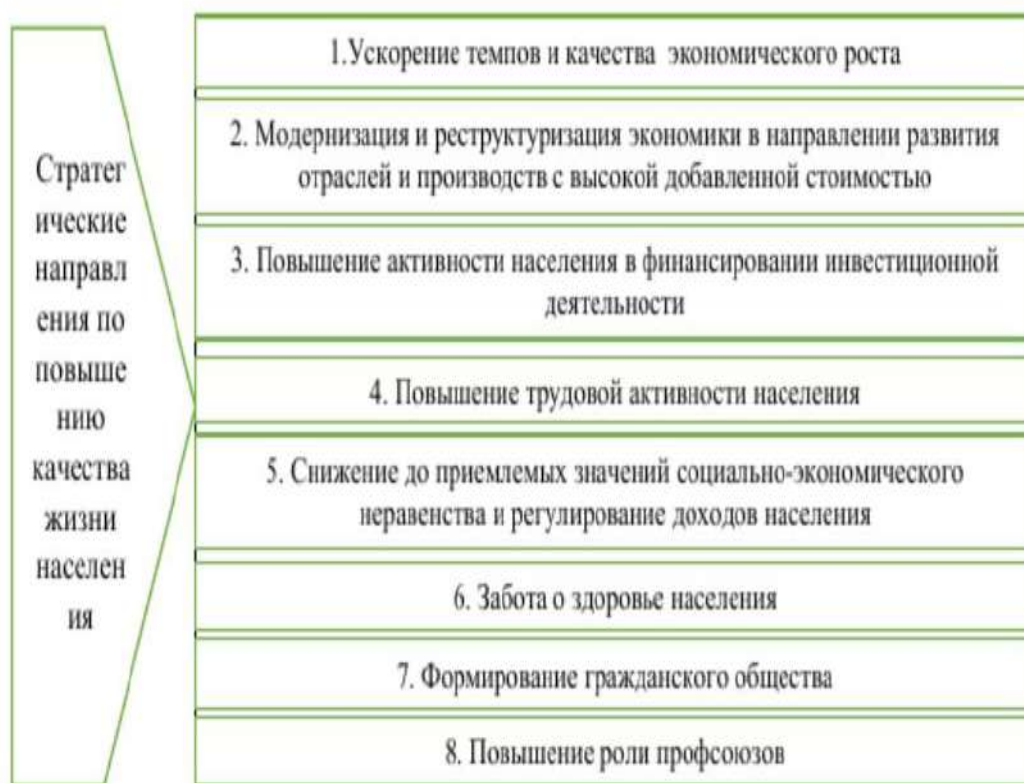 Стратег
ические
направл
ения по
повыше
нию
качества
жизни
населен
ия
1.Ускорение темпов и качества экономического роста
2. Модернизация и реструктуризация экономики в направлении развития
отраслей и производств с высокой добавленной стоимостью
3. Повышение активности населения в финансировании инвестиционной
деятельности
4. Повышение трудовой активности населения
5. Снижение до приемлемых значений социально-экономического
неравенства и регулирование доходов населения
6. Забота о здоровье населения
7. Формирование гражданского общества
8. Повышение роли профсоюзов